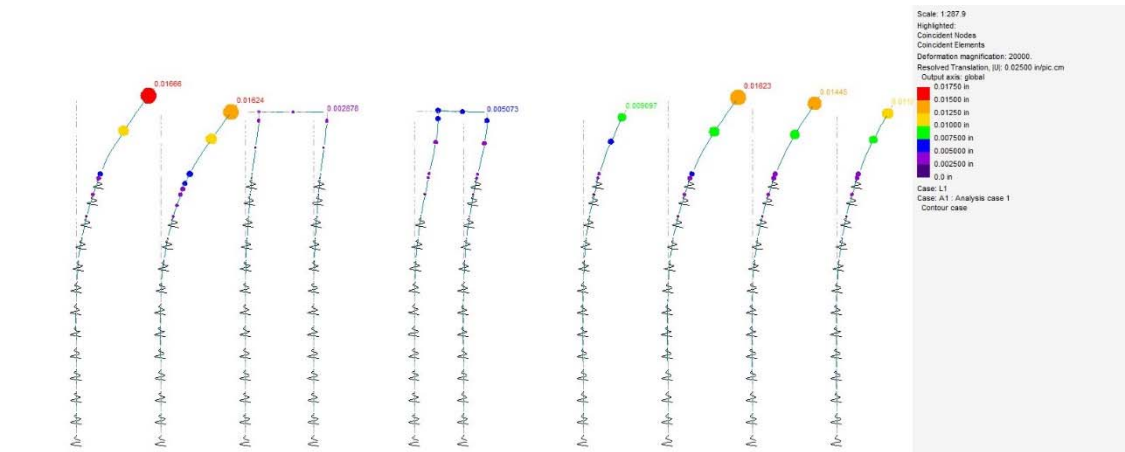 Scale: 1:287.9
Highlighted:
Coincident Nodes
Coincident Elements
Deformation magnification: 20000.
Resolved Translation, |U|: 0.02500 in/pic.cm
Output axis: global
0.01750 in
0.01500 in
0.01250 in
0.01000 in
0.007500 in
0.005000 in
0.002500 in
0.0 in
Case: L1
Case: A1 : Analysis case 1
Contour case
0.01666
0.01624
0.002878
0.005073
0.01623
0.01445